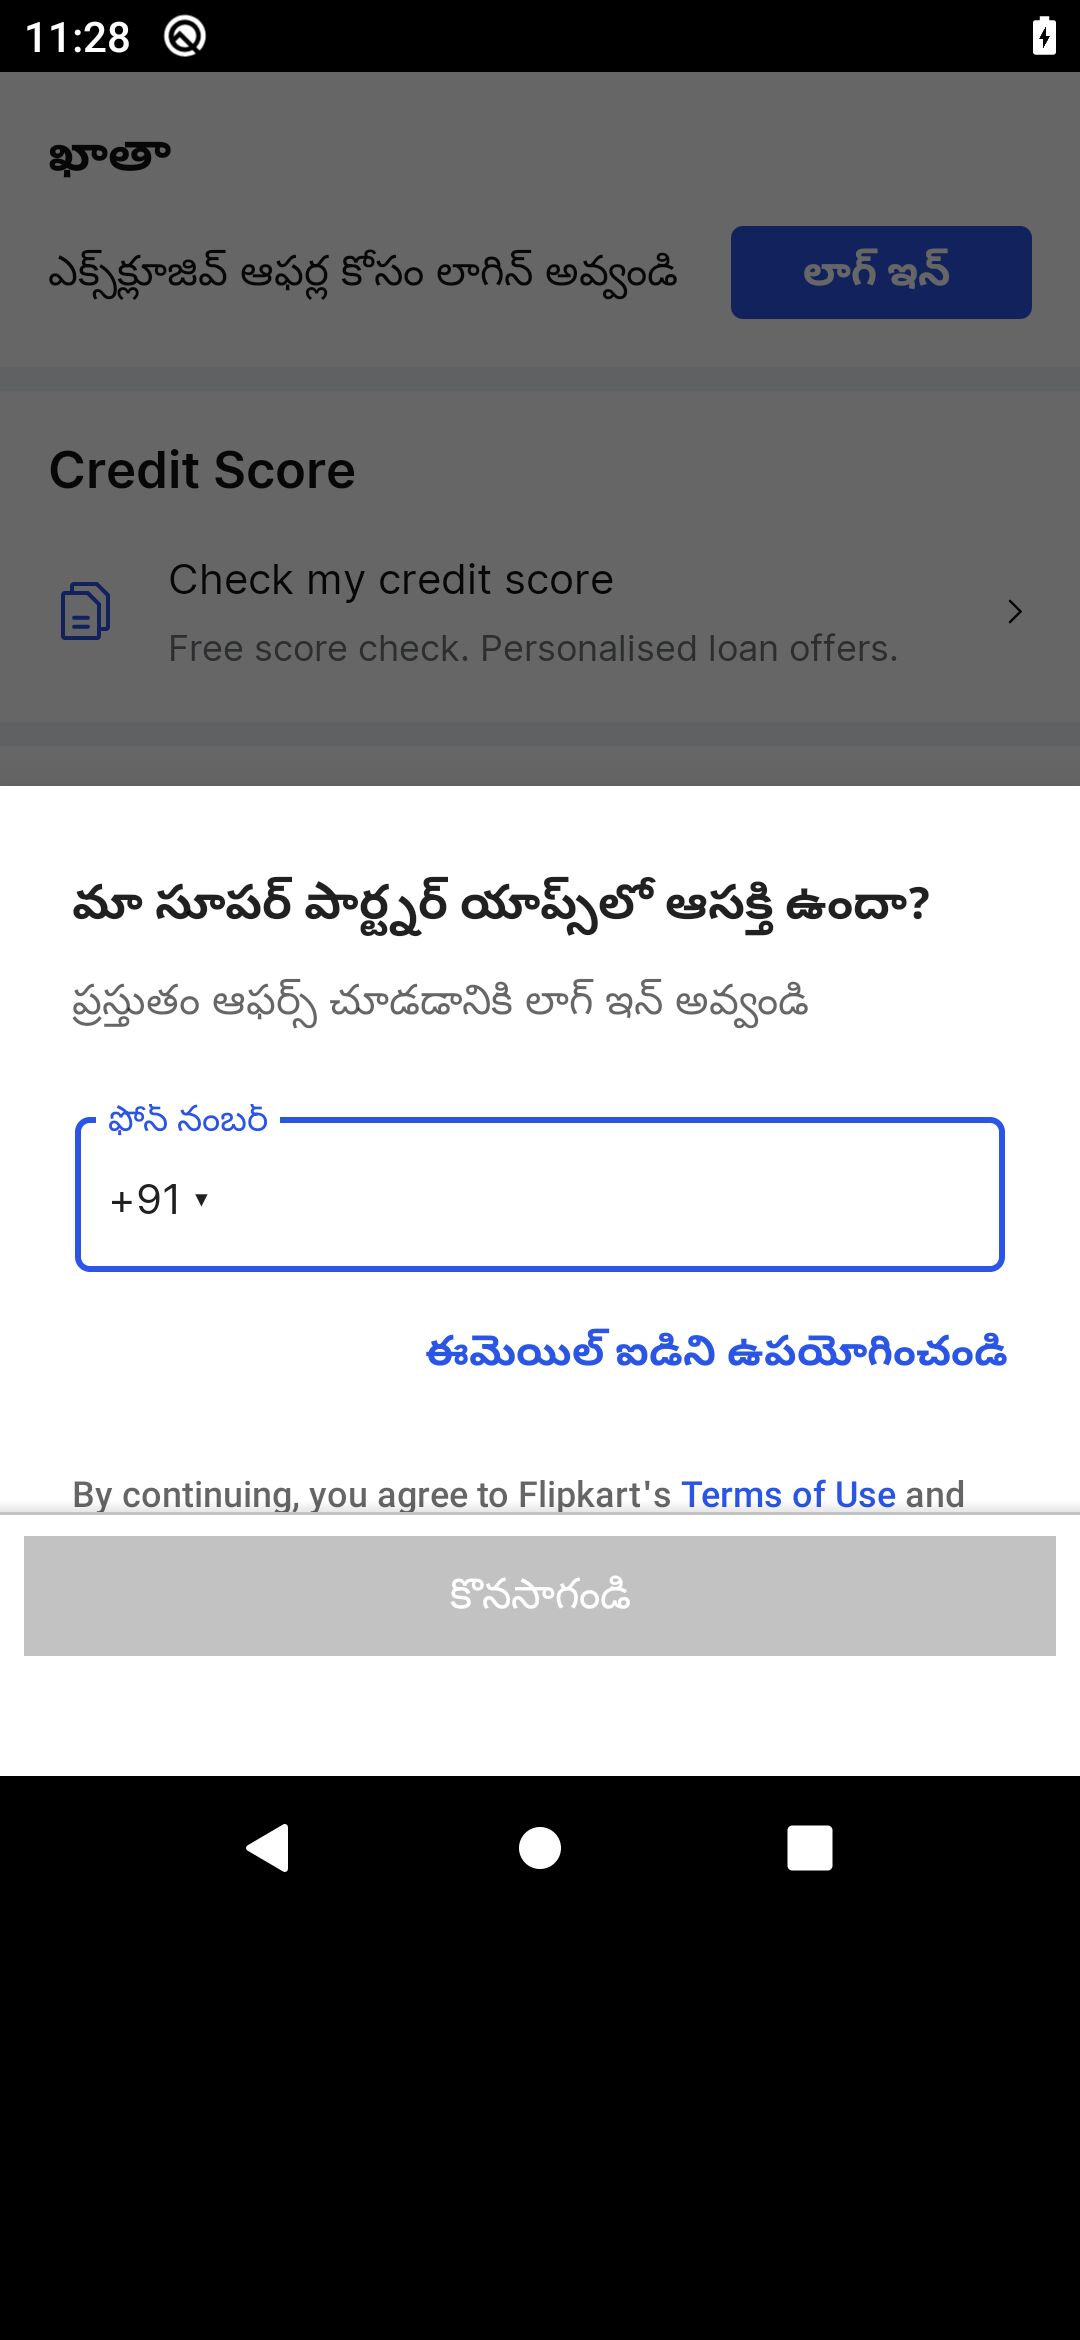 11:28
ఖాతా
ఎక్స్‌క్లూజివ్ ఆఫర్ల కోసం లాగిన్ అవ్వండి
లాగ్ ఇన్
Credit Score
Check my credit score
Free score check. Personalised loan offers.
మా సూపర్ పార్ట్నర్ యాప్స్‌లో ఆసక్తి ఉందా?
ప్రస్తుతం ఆఫర్స్ చూడడానికి లాగ్ ఇన్ అవ్వండి
ఫోన్ నంబర్
+91
ఈమెయిల్ ఐడిని ఉపయోగించండి
By continuing, you agree to Flipkart's Terms of Use and
కొనసాగండి